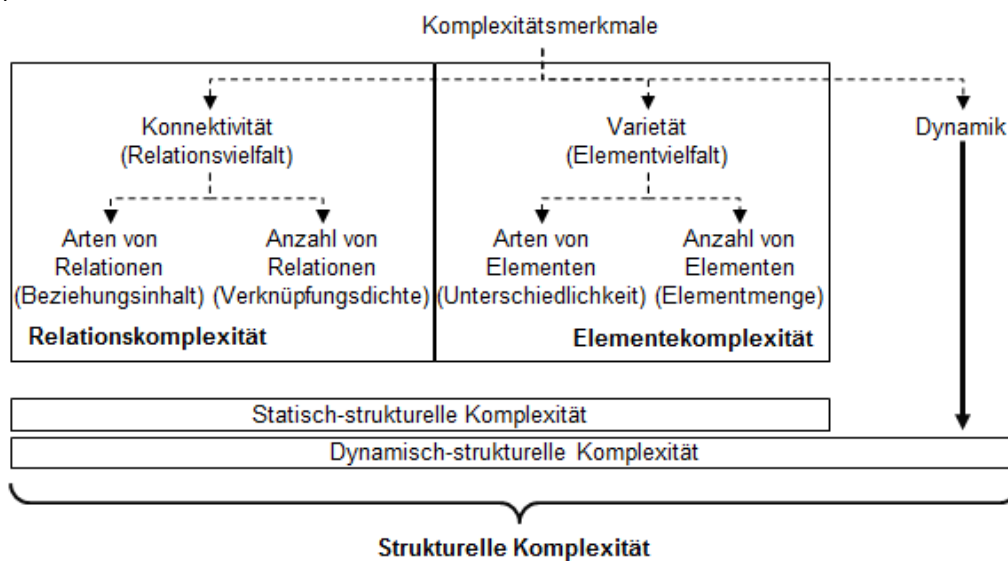 Komplexitätsmerkmale
Konnektivität
(Relationsvielfalt)
Varietät
(Elementvielfalt)
Dynamik
Arten von
Relationen
(Beziehungsinhalt)
Anzahl von
Relationen
(Verknüpfungsdichte)
Arten von
Elementen
(Unterschiedlichkeit)
Anzahl von
Elementen
(Elementmenge)
Relationskomplexität
Elementekomplexität
Statisch-strukturelle Komplexität
Dynamisch-strukturelle Komplexität
Strukturelle Komplexität